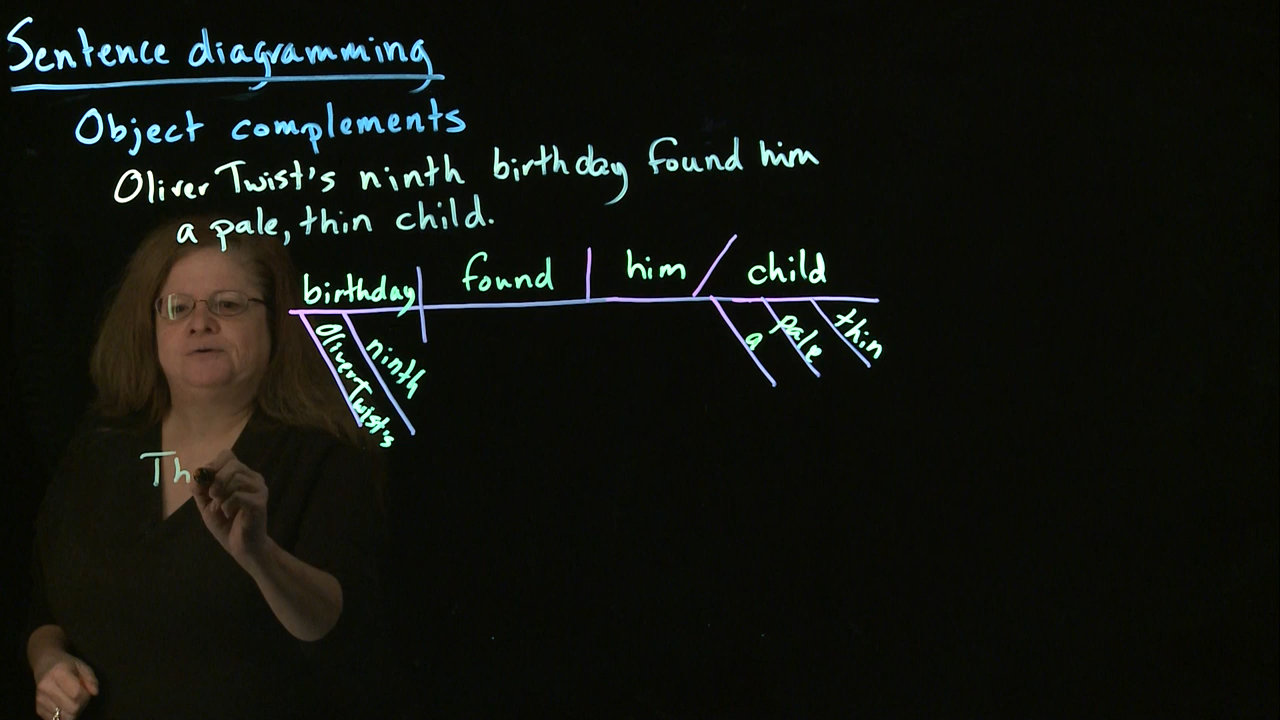 Sentence diagramming
Object complements
Oliver Twist's ninth birthday found him
a pale, thin child.
birthday found him child
Oliver Twist's ninth a pale thin
Th